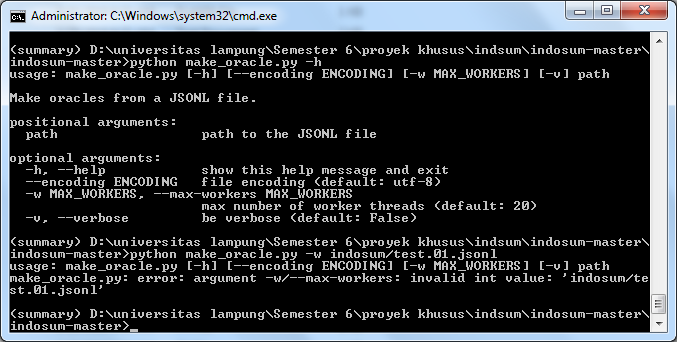 Administrator: C:\Windows\system32\cmd.exe
(summary) D:\universitas lampung\Semester 6\proyek khusus\indsum\indosum-master\
indosum-master>python make_oracle.py -h
usage: make_oracle.py [-h] [--encoding ENCODING] [-w MAX_WORKERS] [-v] path
Make oracles from a JSONL file.
positional arguments:
  path                  path to the JSONL file
optional arguments:
  -h, --help            show this help message and exit
  --encoding ENCODING   file encoding (default: utf-8)
  -w MAX_WORKERS, --max-workers MAX_WORKERS
                        max number of worker threads (default: 20)
  -v, --verbose         be verbose (default: False)
(summary) D:\universitas lampung\Semester 6\proyek khusus\indsum\indosum-master\
indosum-master>python make_oracle.py -w indosum/test.01.jsonl
usage: make_oracle.py [-h] [--encoding ENCODING] [-w MAX_WORKERS] [-v] path
make_oracle.py: error: argument -w/--max-workers: invalid int value: 'indosum/te
st.01.jsonl'
(summary) D:\universitas lampung\Semester 6\proyek khusus\indsum\indosum-master\
indosum-master>_